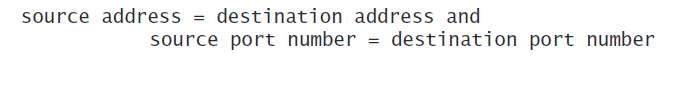 source address = destination address and
source port number = destination port number